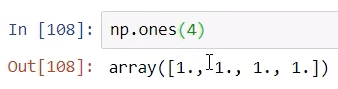 In [108]: np.ones(4)
Out[108]: array([1., 1., 1., 1.])